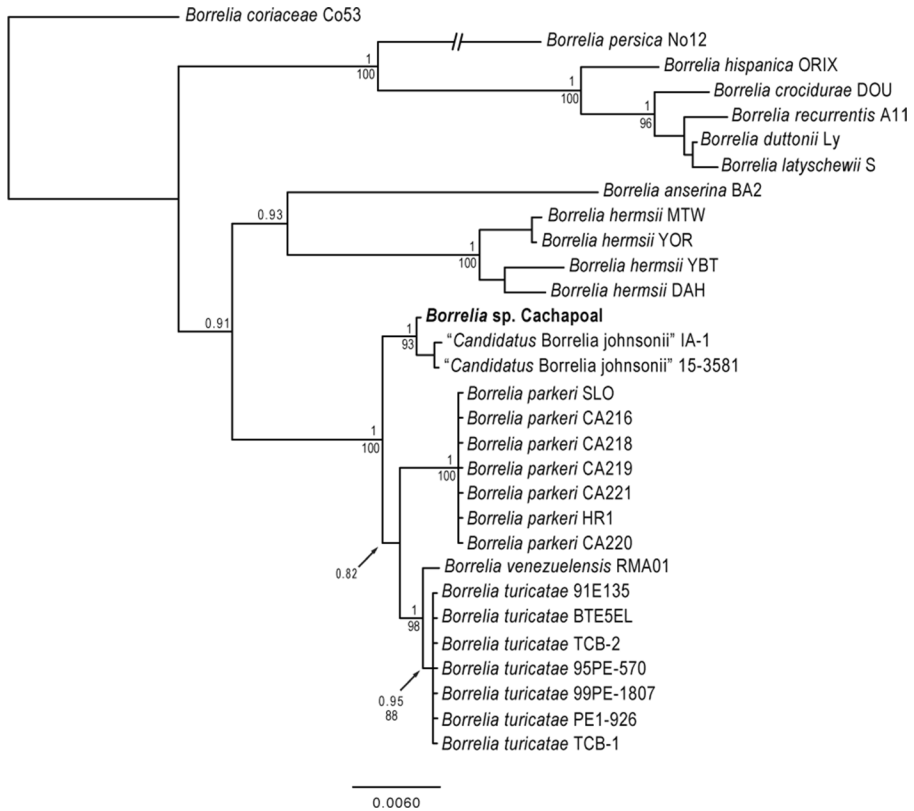 Borrelia coriaceae Co53
Borrelia persica No12
1
100
Borrelia hispanica ORIX
1
100
Borrelia crocidurae DOU
1
96
Borrelia recurrentis A11
Borrelia duttonii Ly
Borrelia latyschewii S
Borrelia anserina BA2
0.93
Borrelia hermsii MTW
Borrelia hermsii YOR
1
100
Borrelia hermsii YBT
Borrelia hermsii DAH
0.91
Borrelia sp. Cachapoal
1
93
“Candidatus Borrelia johnsonii” IA-1
“Candidatus Borrelia johnsonii” 15-3581
1
100
Borrelia parkeri SLO
Borrelia parkeri CA216
Borrelia parkeri CA218
Borrelia parkeri CA219
1
100
Borrelia parkeri CA221
Borrelia parkeri HR1
Borrelia parkeri CA220
0.82
Borrelia venezuelensis RMA01
Borrelia turicatae 91E135
1
98
Borrelia turicatae BTE5EL
Borrelia turicatae TCB-2
Borrelia turicatae 95PE-570
0.95
88
Borrelia turicatae 99PE-1807
Borrelia turicatae PE1-926
Borrelia turicatae TCB-1
0.0060